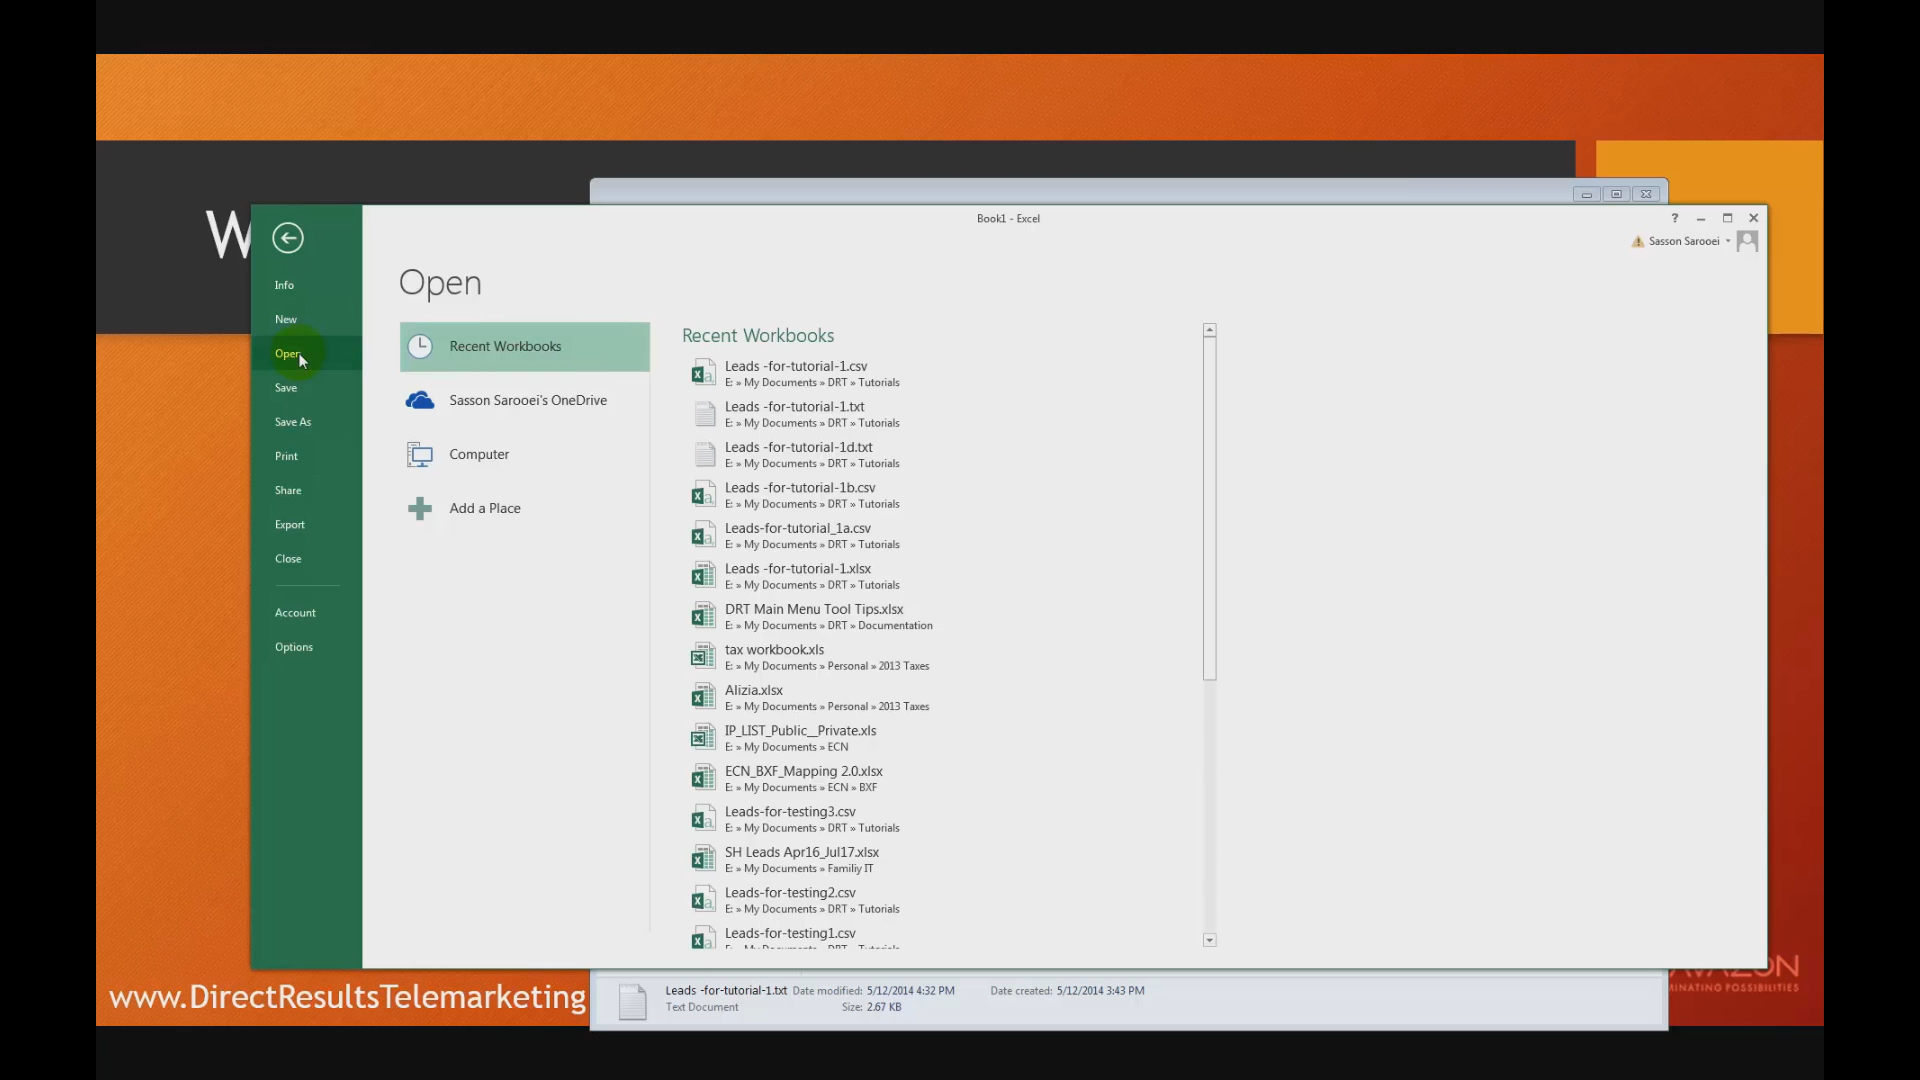 W
Book1 - Excel
?
Sasson Sarooei
Info
New
Open
Save
Save As
Print
Share
Export
Close
Account
Options
Open
Recent Workbooks
Sasson Sarooei's OneDrive
Computer
Add a Place
Recent Workbooks
Leads -for-tutorial-1.csv
E: » My Documents » DRT » Tutorials
Leads -for-tutorial-1.txt
E: » My Documents » DRT » Tutorials
Leads -for-tutorial-1d.txt
E: » My Documents » DRT » Tutorials
Leads -for-tutorial-1b.csv
E: » My Documents » DRT » Tutorials
Leads-for-tutorial_1a.csv
E: » My Documents » DRT » Tutorials
Leads -for-tutorial-1.xlsx
E: » My Documents » DRT » Tutorials
DRT Main Menu Tool Tips.xlsx
E: » My Documents » DRT » Documentation
tax workbook.xls
E: » My Documents » Personal » 2013 Taxes
Alizia.xlsx
E: » My Documents » Personal » 2013 Taxes
IP_LIST_Public__Private.xls
E: » My Documents » ECN
ECN_BXF_Mapping 2.0.xlsx
E: » My Documents » ECN » BXF
Leads-for-testing3.csv
E: » My Documents » DRT » Tutorials
SH Leads Apr16_Jul17.xlsx
E: » My Documents » Familiy IT
Leads-for-testing2.csv
E: » My Documents » DRT » Tutorials
Leads-for-testing1.csv
E: » My Documents » DRT » Tutorials
www.DirectResultsTelemarketing
Leads -for-tutorial-1.txt Date modified: 5/12/2014 4:32 PM Date created: 5/12/2014 3:43 PM
Text Document Size: 2.67 KB
MINATING POSSIBILITIES